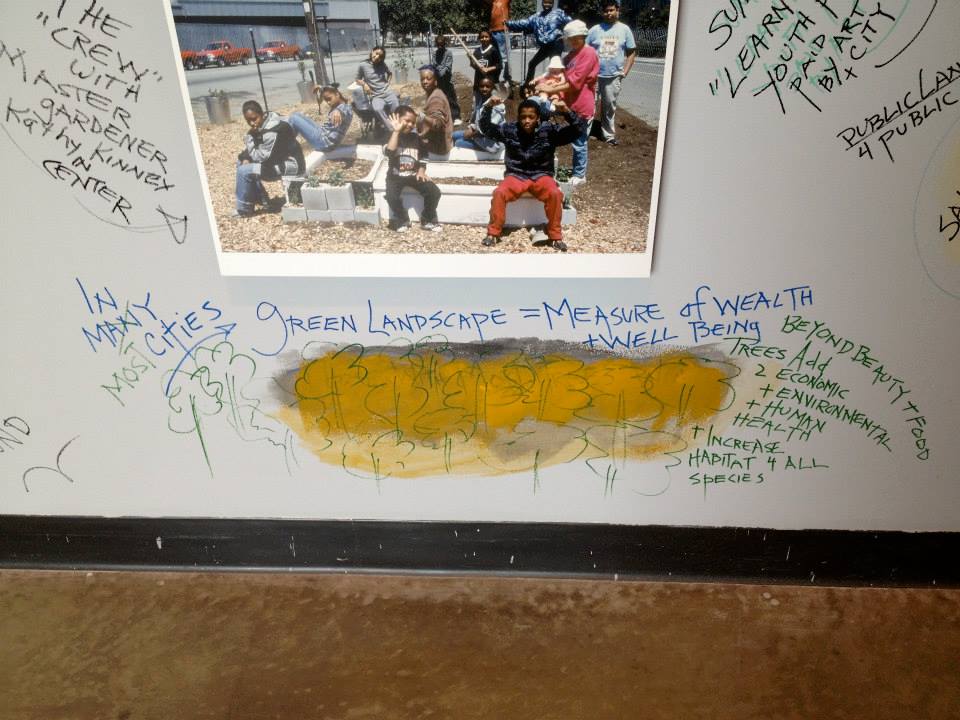 "THE
"CREW"
WITH
MASTER
gARDENER
Kathy KINNEY
IN
CENTER
"LEARN
YOUTH
PAID
ART
BY CITY
PUBLIC LAN
4 PUBLIC
IN
MANY
MOST
CITIES
gREEN LANDSCAPE = MEASURE of WEALTH
+ WELL BEINg
BEYOND BEAUTY + FOOD
TREES Add
2 ECONOMIC
+ ENVIRONMENTAL
+ HUMAN
HEALTH
+ INCREASE
HABITAT 4 ALL
SPECIES